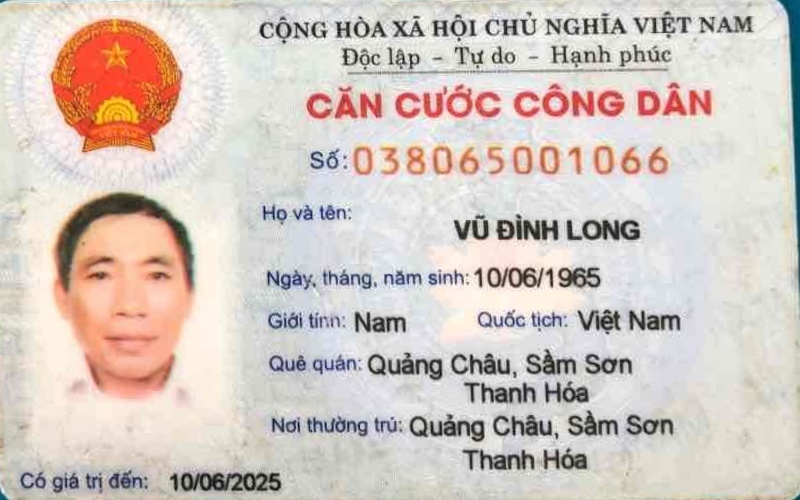 CỘNG HÒA XÃ HỘI CHỦ NGHĨA VIỆT NAM
Độc lập - Tự do - Hạnh phúc
CĂN CƯỚC CÔNG DÂN
Số: 038065001066
Họ và tên:
VŨ ĐÌNH LONG
Ngày, tháng, năm sinh: 10/06/1965
Giới tính: Nam Quốc tịch: Việt Nam
Quê quán: Quảng Châu, Sầm Sơn
Thanh Hóa
Nơi thường trú: Quảng Châu, Sầm Sơn
Thanh Hóa
Có giá trị đến: 10/06/2025